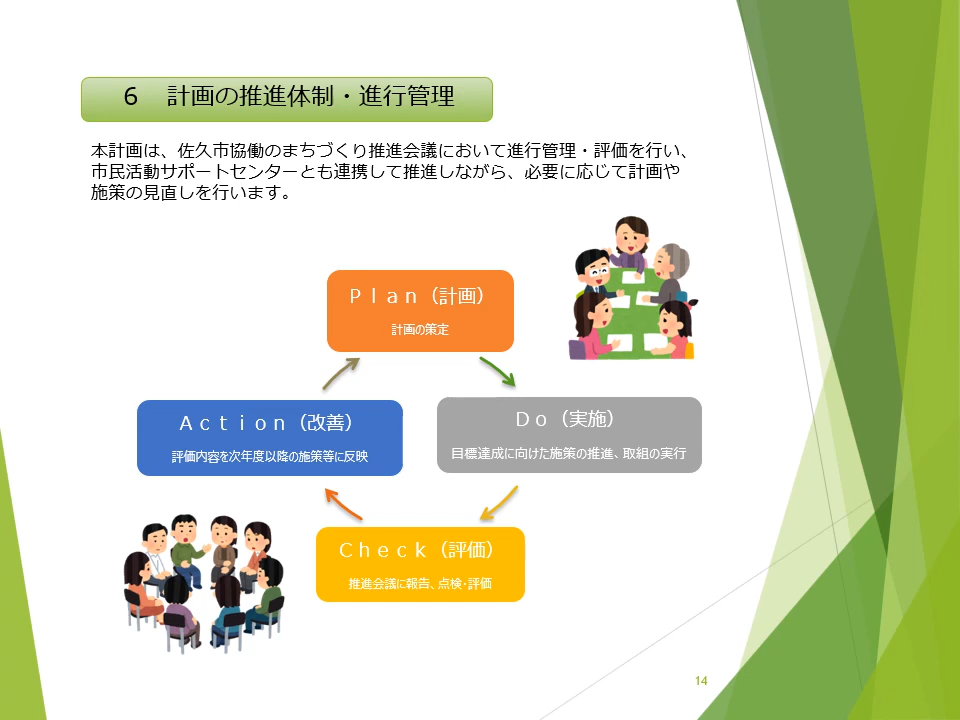 ６　計画の推進体制・進行管理
本計画は、佐久市協働のまちづくり推進会議において進行管理・評価を行い、
市民活動サポートセンターとも連携して推進しながら、必要に応じて計画や
施策の見直しを行います。
Ｐｌａｎ（計画）
計画の策定
Ａｃｔｉｏｎ（改善）
評価内容を次年度以降の施策等に反映
Ｄｏ（実施）
目標達成に向けた施策の推進、取組の実行
Ｃｈｅｃｋ（評価）
推進会議に報告、点検・評価
14